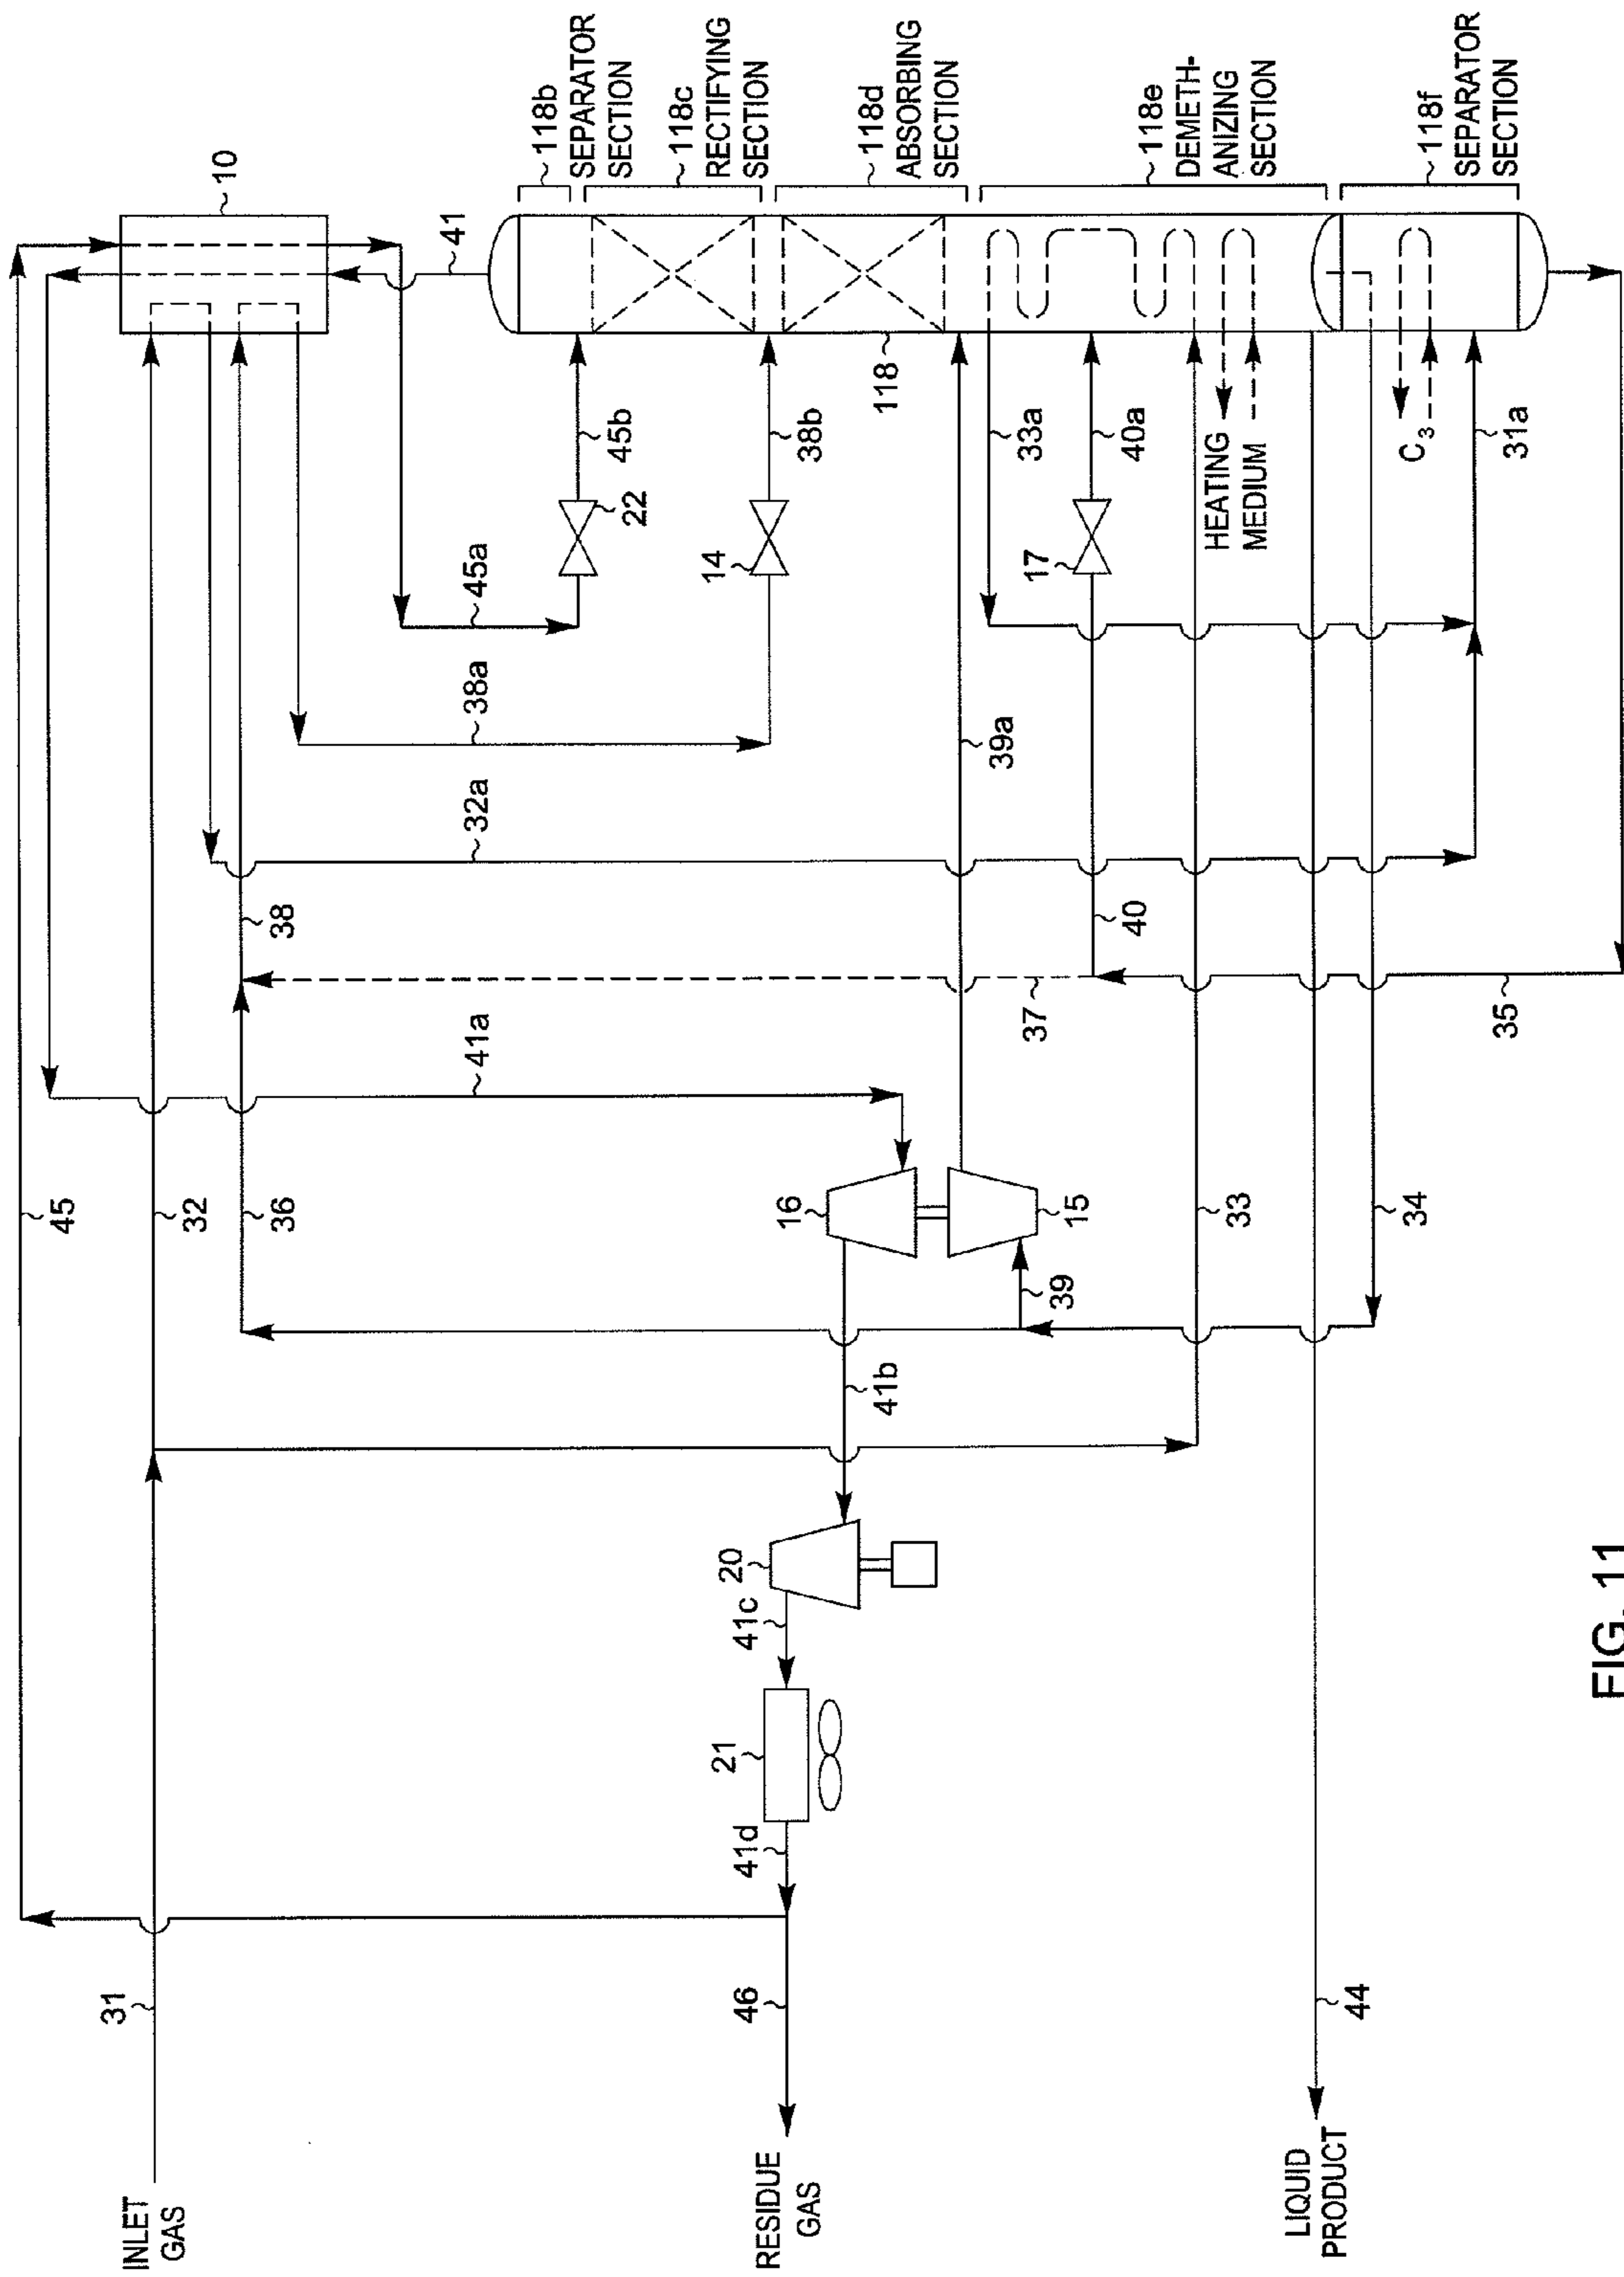 10
118b
SEPARATOR
SECTION
118c
RECTIFYING
SECTION
118d
ABSORBING
SECTION
118e
DEMETH-
ANIZING
SECTION
118f
SEPARATOR
SECTION
41
45b
22
38b
14
118
33a
40a
17
HEATING
MEDIUM
C3
31a
45a
38a
39a
32a
38
40
37
35
41a
45
32
36
16
15
33
34
39
41b
20
41c
21
41d
31
46
44
INLET
GAS
RESIDUE
GAS
LIQUID
PRODUCT
FIG. 11